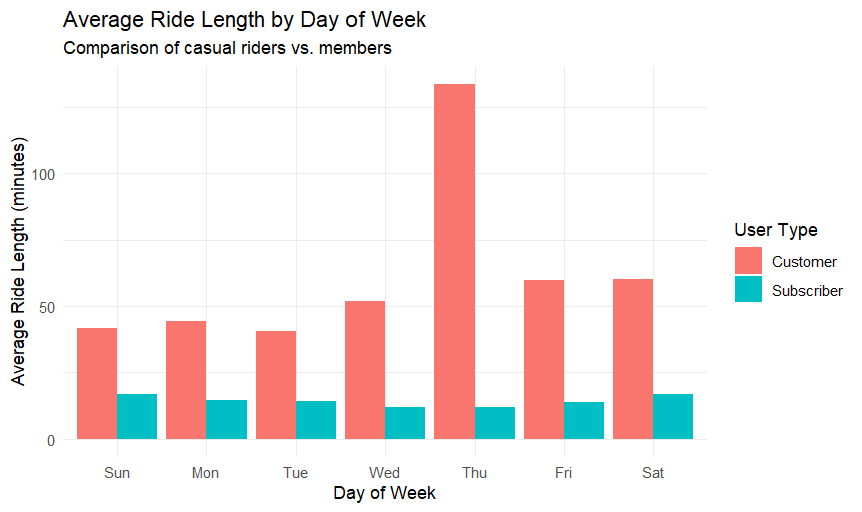 Average Ride Length by Day of Week
Comparison of casual riders vs. members
Average Ride Length (minutes)
100
50
0
Sun Mon Tue Wed Thu Fri Sat
Day of Week
User Type
Customer
Subscriber